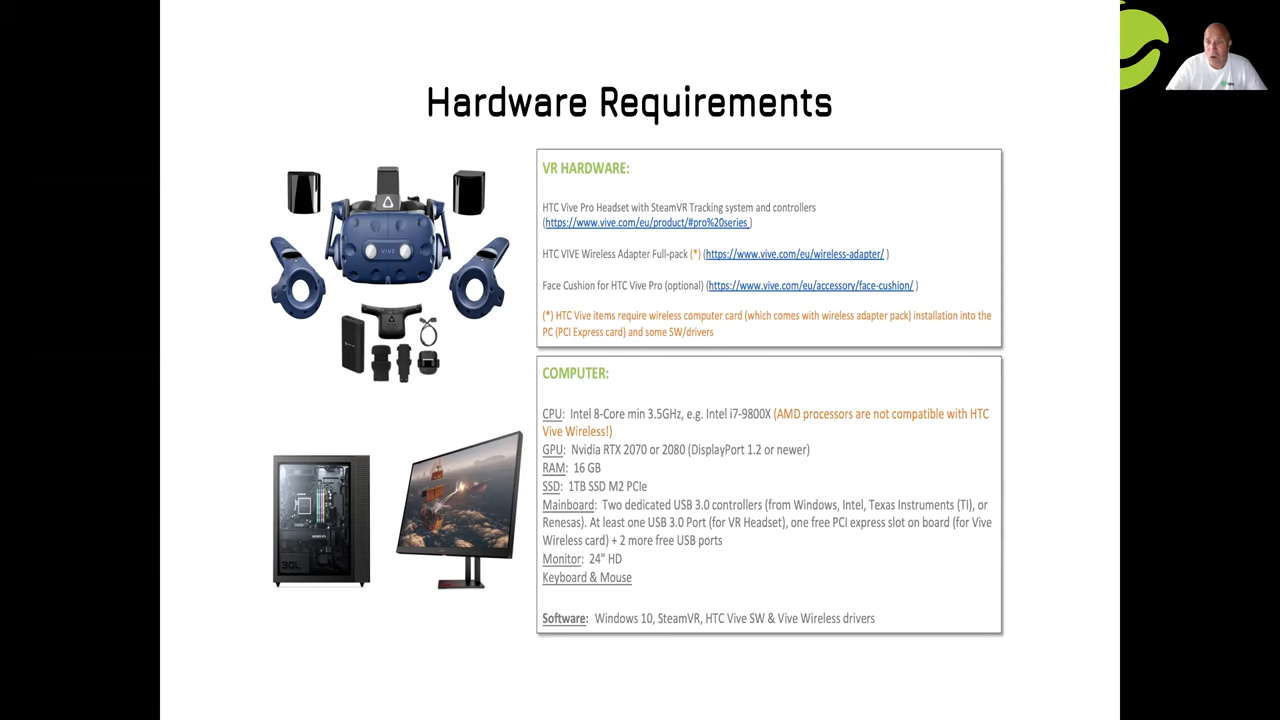 Hardware Requirements
VR HARDWARE:
HTC Vive Pro Headset with SteamVR Tracking system and controllers
(https://www.vive.com/eu/product/#pro%20series )
HTC VIVE Wireless Adapter Full-pack (*) (https://www.vive.com/eu/wireless-adapter/ )
Face Cushion for HTC Vive Pro (optional) (https://www.vive.com/eu/accessory/face-cushion/ )
(*) HTC Vive items require wireless computer card (which comes with wireless adapter pack) installation into the
PC (PCI Express card) and some SW/drivers
VIVE
COMPUTER:
CPU: Intel 8-Core min 3.5GHz, e.g. Intel i7-9800X (AMD processors are not compatible with HTC
Vive Wireless!)
GPU: Nvidia RTX 2070 or 2080 (DisplayPort 1.2 or newer)
RAM: 16 GB
SSD: 1TB SSD M2 PCIe
Mainboard: Two dedicated USB 3.0 controllers (from Windows, Intel, Texas Instruments (TI), or
Renesas). At least one USB 3.0 Port (for VR Headset), one free PCI express slot on board (for Vive
Wireless card) + 2 more free USB ports
Monitor: 24" HD
Keyboard & Mouse
Software: Windows 10, SteamVR, HTC Vive SW & Vive Wireless drivers
30L